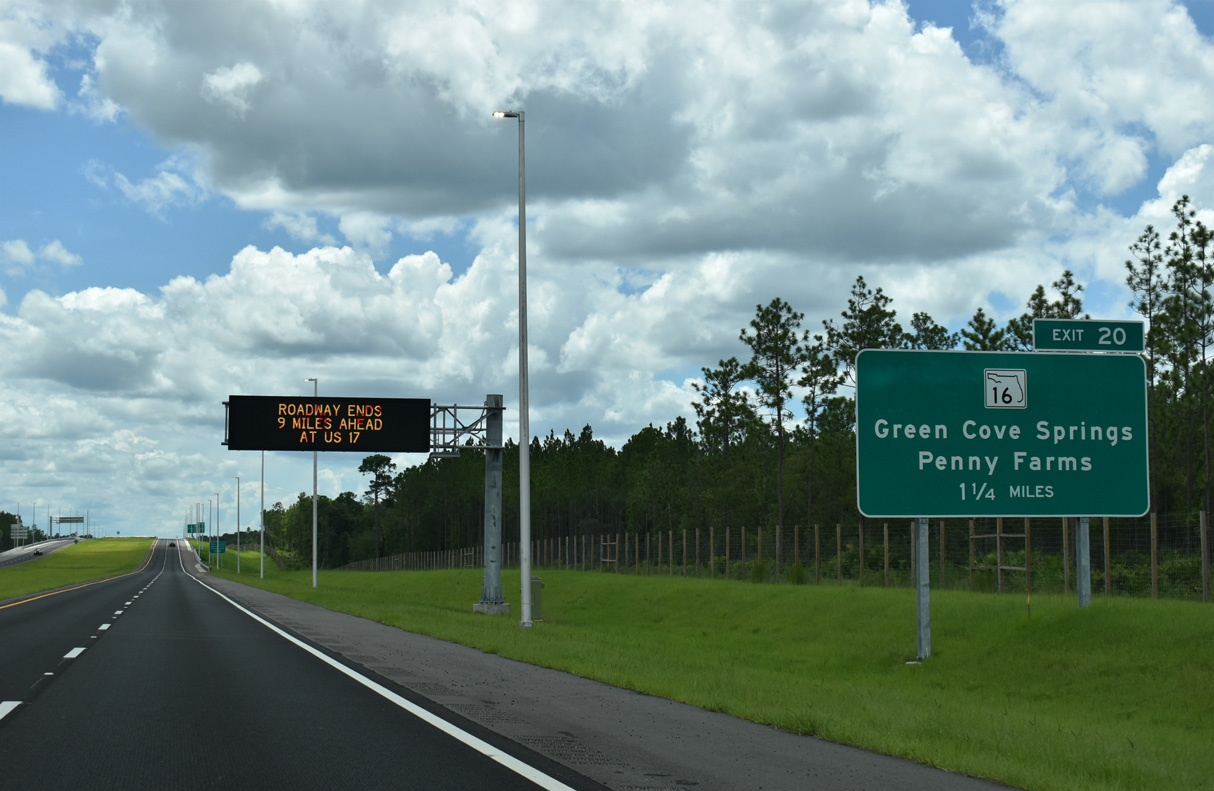 ROADWAY ENDS
9 MILES AHEAD
AT US 17
EXIT 20
16
Green Cove Springs
Penny Farms
1 1/4 MILES